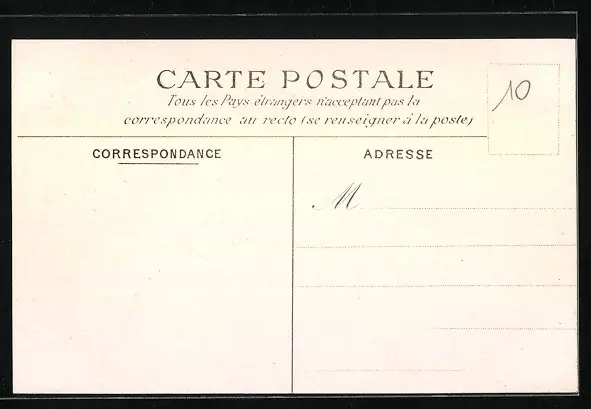 CARTE POSTALE
Tous les Pays étrangers n'acceptant pas la
correspondance au recto (se renseigner à la poste)
10
CORRESPONDANCE
ADRESSE
M